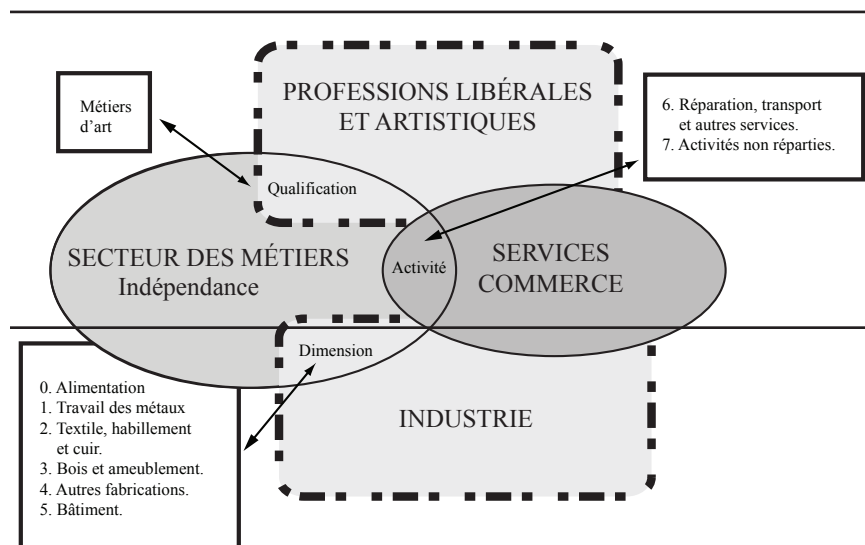 PROFESSIONS LIBÉRALES
ET ARTISTIQUES
Métiers
d'art
6. Réparation, transport
et autres services.
7. Activités non réparties.
Qualification
SECTEUR DES MÉTIERS
Indépendance
Activité
SERVICES
COMMERCE
Dimension
0. Alimentation
1. Travail des métaux
2. Textile, habillement
et cuir.
3. Bois et ameublement.
4. Autres fabrications.
5. Bâtiment.
INDUSTRIE